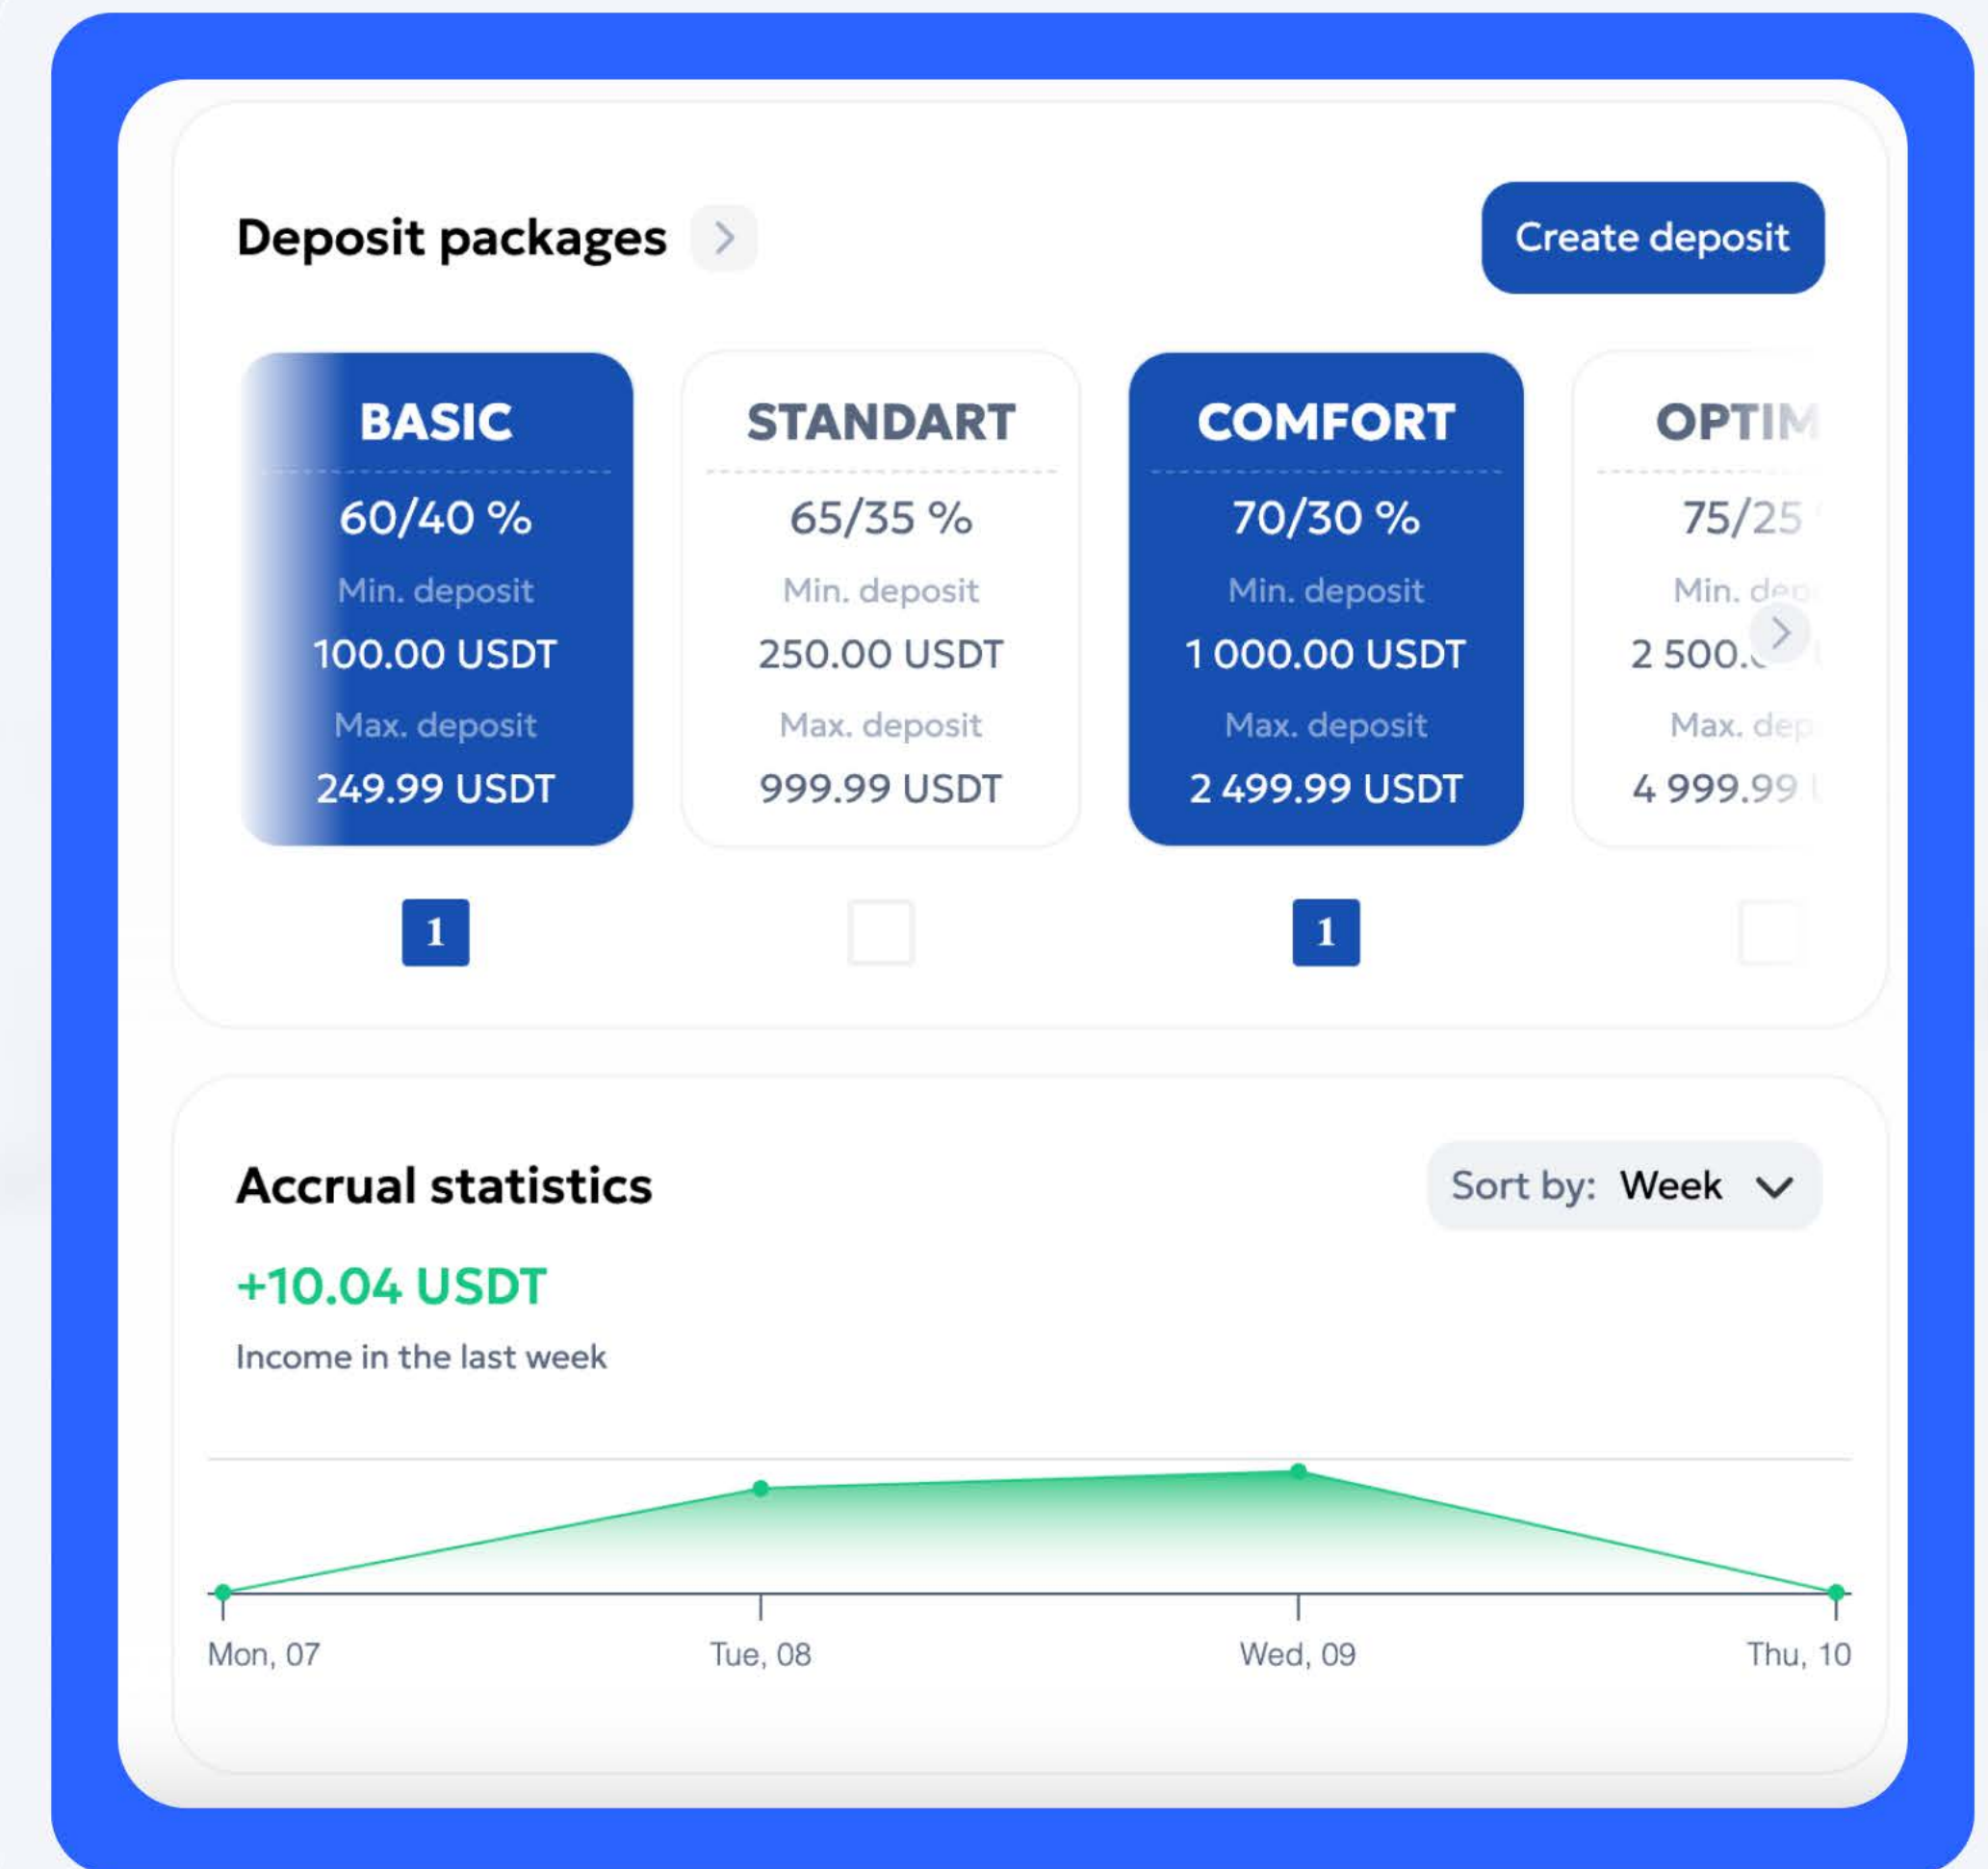 Deposit packages
Create deposit
BASIC
60/40 %
Min. deposit
100.00 USDT
Max. deposit
249.99 USDT
1
STANDART
65/35 %
Min. deposit
250.00 USDT
Max. deposit
999.99 USDT
COMFORT
70/30 %
Min. deposit
1 000.00 USDT
Max. deposit
2 499.99 USDT
1
OPTIM
75/25
Min. dep
2 500.
Max. dep
4 999.99
Accrual statistics
Sort by: Week
+10.04 USDT
Income in the last week
Mon, 07
Tue, 08
Wed, 09
Thu, 10